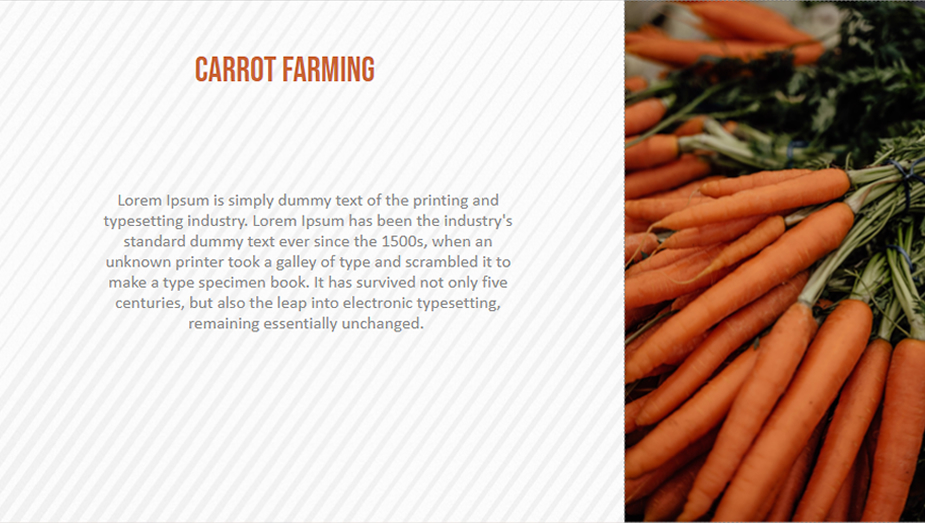 CARROT FARMING
Lorem Ipsum is simply dummy text of the printing and
typesetting industry. Lorem Ipsum has been the industry's
standard dummy text ever since the 1500s, when an
unknown printer took a galley of type and scrambled it to
make a type specimen book. It has survived not only five
centuries, but also the leap into electronic typesetting,
remaining essentially unchanged.